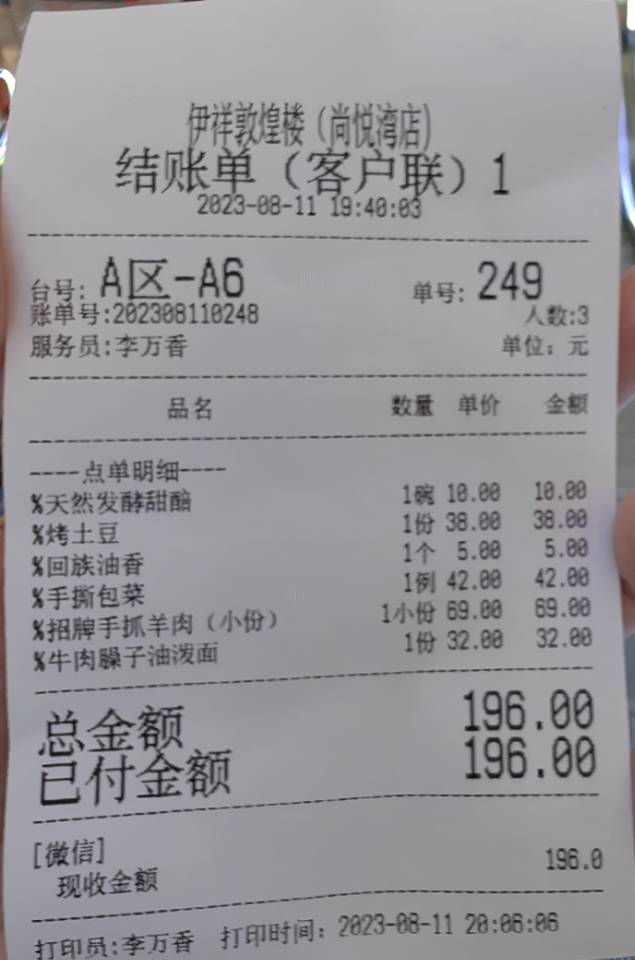 伊祥敦煌楼（尚悦湾店）
结账单（客户联）1
2023-08-11 19:40:03
台号: A区-A6 单号: 249
账单号:202308110248 人数:3
服务员:李万香 单位: 元
品名 数量 单价 金额
----点单明细----
%天然发酵甜醅 1碗 10.00 10.00
%烤土豆 1份 38.00 38.00
%回族油香 1个 5.00 5.00
%手撕包菜 1例 42.00 42.00
%招牌手抓羊肉（小份） 1小份 69.00 69.00
%牛肉臊子油泼面 1份 32.00 32.00
总金额 196.00
已付金额 196.00
[微信]
现收金额 196.0
打印员:李万香 打印时间: 2023-08-11 20:06:06